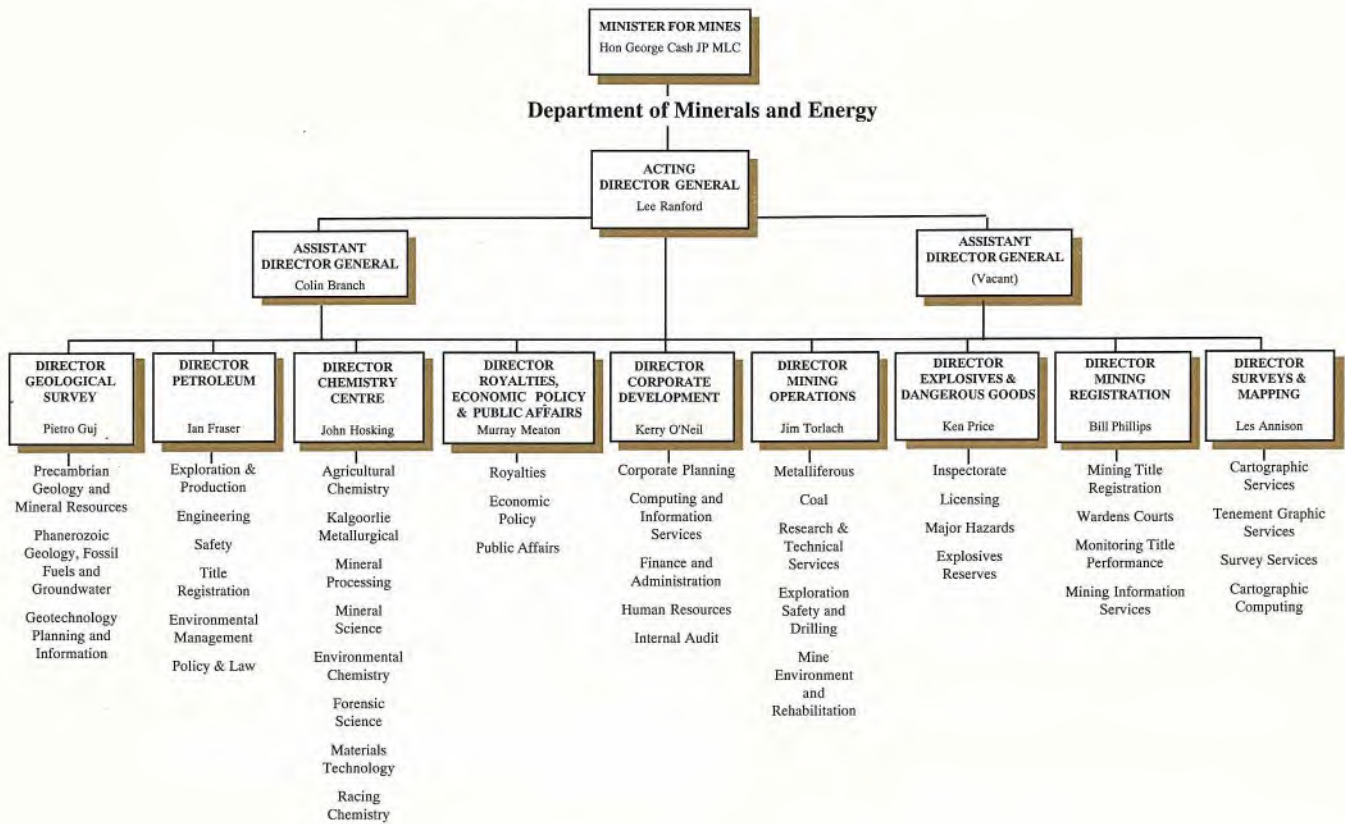 MINISTER FOR MINES
Hon George Cash JP MLC
Department of Minerals and Energy
ACTING
DIRECTOR GENERAL
Lee Ranford
ASSISTANT
DIRECTOR GENERAL
Colin Branch
ASSISTANT
DIRECTOR GENERAL
(Vacant)
DIRECTOR
GEOLOGICAL
SURVEY
Pietro Guj
Precambrian
Geology and
Mineral Resources
Phanerozoic
Geology, Fossil
Fuels and
Groundwater
Geotechnology
Planning and
Information
DIRECTOR
PETROLEUM
Ian Fraser
Exploration &
Production
Engineering
Safety
Title
Registration
Environmental
Management
Policy & Law
DIRECTOR
CHEMISTRY
CENTRE
John Hosking
Agricultural
Chemistry
Kalgoorlie
Metallurgical
Mineral
Processing
Mineral
Science
Environmental
Chemistry
Forensic
Science
Materials
Technology
Racing
Chemistry
DIRECTOR
ROYALTIES,
ECONOMIC POLICY
& PUBLIC AFFAIRS
Murray Meaton
Royalties
Economic
Policy
Public Affairs
DIRECTOR
CORPORATE
DEVELOPMENT
Kerry O'Neil
Corporate Planning
Computing and
Information
Services
Finance and
Administration
Human Resources
Internal Audit
DIRECTOR
MINING
OPERATIONS
Jim Torlach
Metalliferous
Coal
Research &
Technical
Services
Exploration
Safety and
Drilling
Mine
Environment
and
Rehabilitation
DIRECTOR
EXPLOSIVES &
DANGEROUS GOODS
Ken Price
Inspectorate
Licensing
Major Hazards
Explosives
Reserves
DIRECTOR
MINING
REGISTRATION
Bill Phillips
Mining Title
Registration
Wardens Courts
Monitoring Title
Performance
Mining Information
Services
DIRECTOR
SURVEYS &
MAPPING
Les Annison
Cartographic
Services
Tenement Graphic
Services
Survey Services
Cartographic
Computing